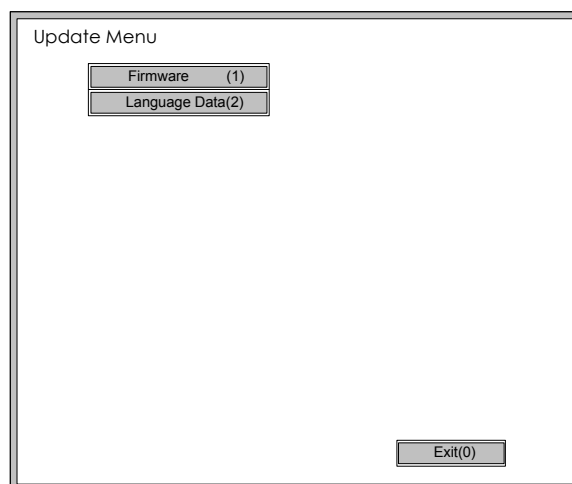 Update Menu
Firmware (1)
Language Data(2)
Exit(0)